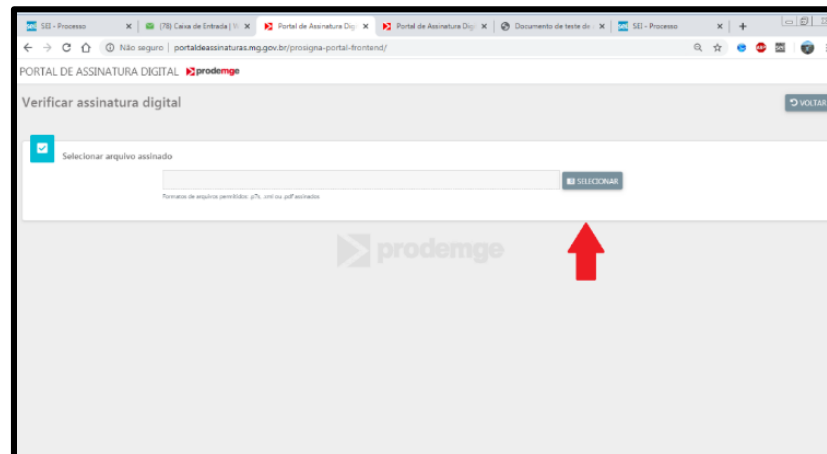 SEI - Processo
(78) Caixa de Entrada | V
Portal de Assinatura Dig
Portal de Assinatura Dig
Documento de teste do
SEI - Processo
Não seguro | portaldeassinaturas.mg.gov.br/prosigna-portal-frontend/
PORTAL DE ASSINATURA DIGITAL prodemge
Verificar assinatura digital
VOLTAR
Selecionar arquivo assinado
SELECIONAR
Formatos de arquivos permitidos: .p7s, .xml ou .pdf assinados
prodemge